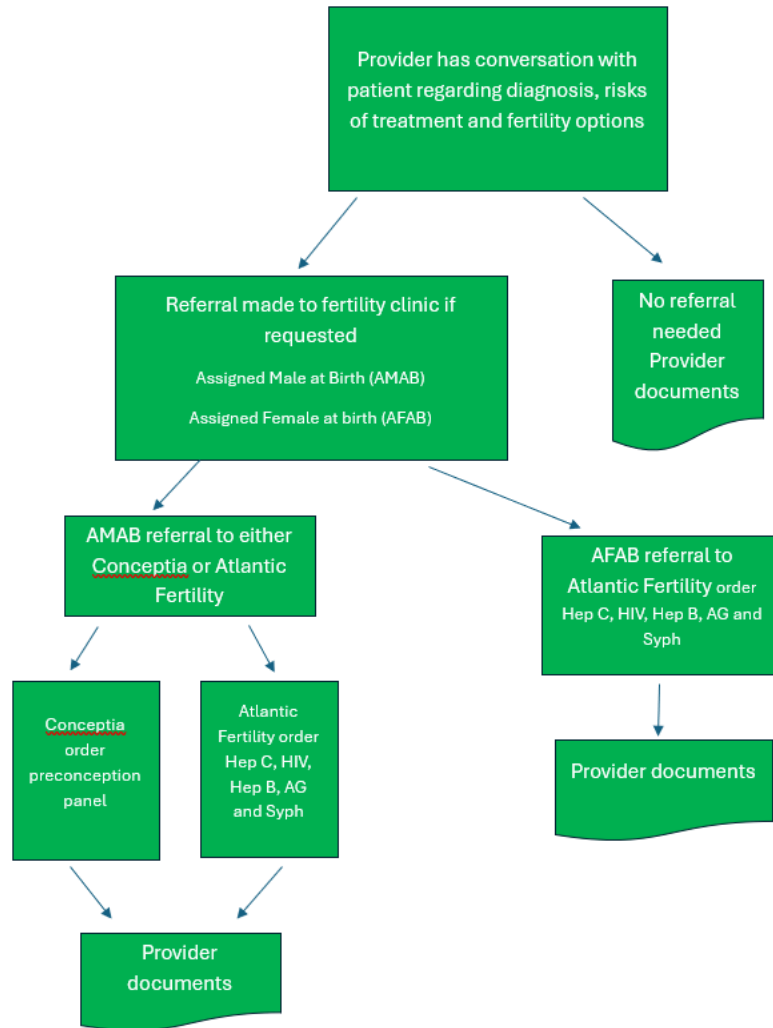 Provider has conversation with
patient regarding diagnosis, risks
of treatment and fertility options
Referral made to fertility clinic if
requested
Assigned Male at Birth (AMAB)
Assigned Female at birth (AFAB)
No referral
needed
Provider
documents
AMAB referral to either
Conceptia or Atlantic
Fertility
AFAB referral to
Atlantic Fertility order
Hep C, HIV, Hep B, AG and
Syph
Conceptia
order
preconception
panel
Atlantic
Fertility order
Hep C, HIV,
Hep B, AG
and Syph
Provider documents
Provider
documents